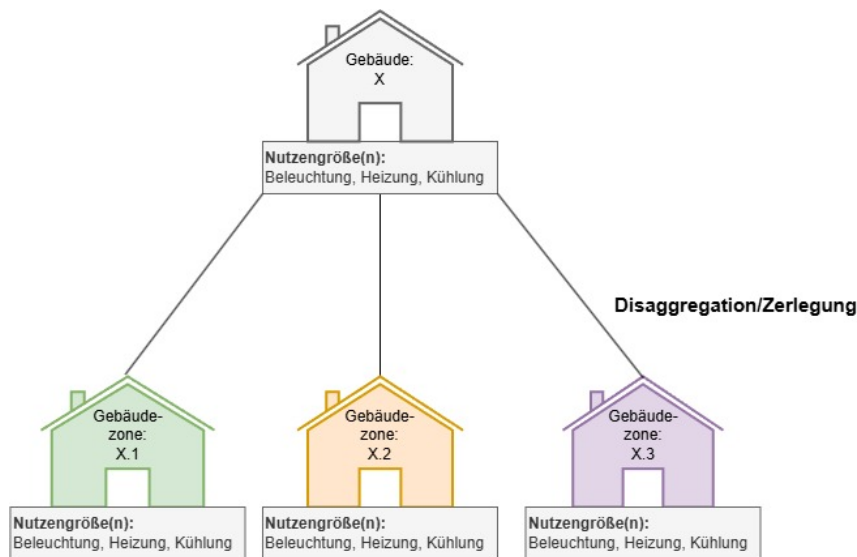 Gebäude:
X
Nutzengröße(n):
Beleuchtung, Heizung, Kühlung
Disaggregation/Zerlegung
Gebäude-
zone:
X.1
Nutzengröße(n):
Beleuchtung, Heizung, Kühlung
Gebäude-
zone:
X.2
Nutzengröße(n):
Beleuchtung, Heizung, Kühlung
Gebäude-
zone:
X.3
Nutzengröße(n):
Beleuchtung, Heizung, Kühlung